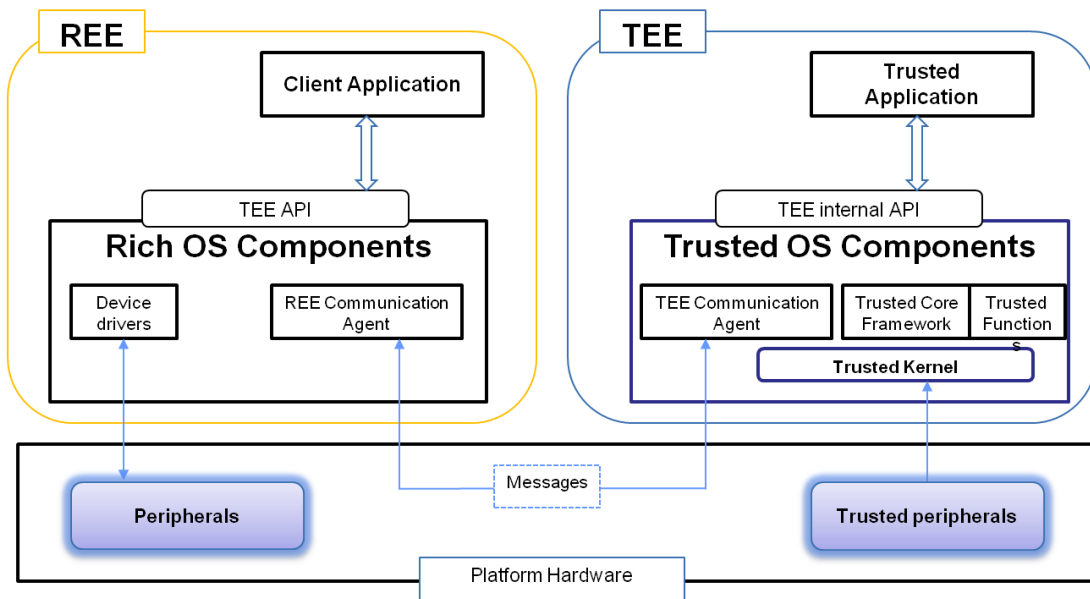 REE
TEE
Client Application
Trusted
Application
TEE API
TEE internal API
Rich OS Components
Trusted OS Components
Device
drivers
REE Communication
Agent
TEE Communication
Agent
Trusted Core
Framework
Trusted
Function
s
Trusted Kernel
Messages
Peripherals
Trusted peripherals
Platform Hardware